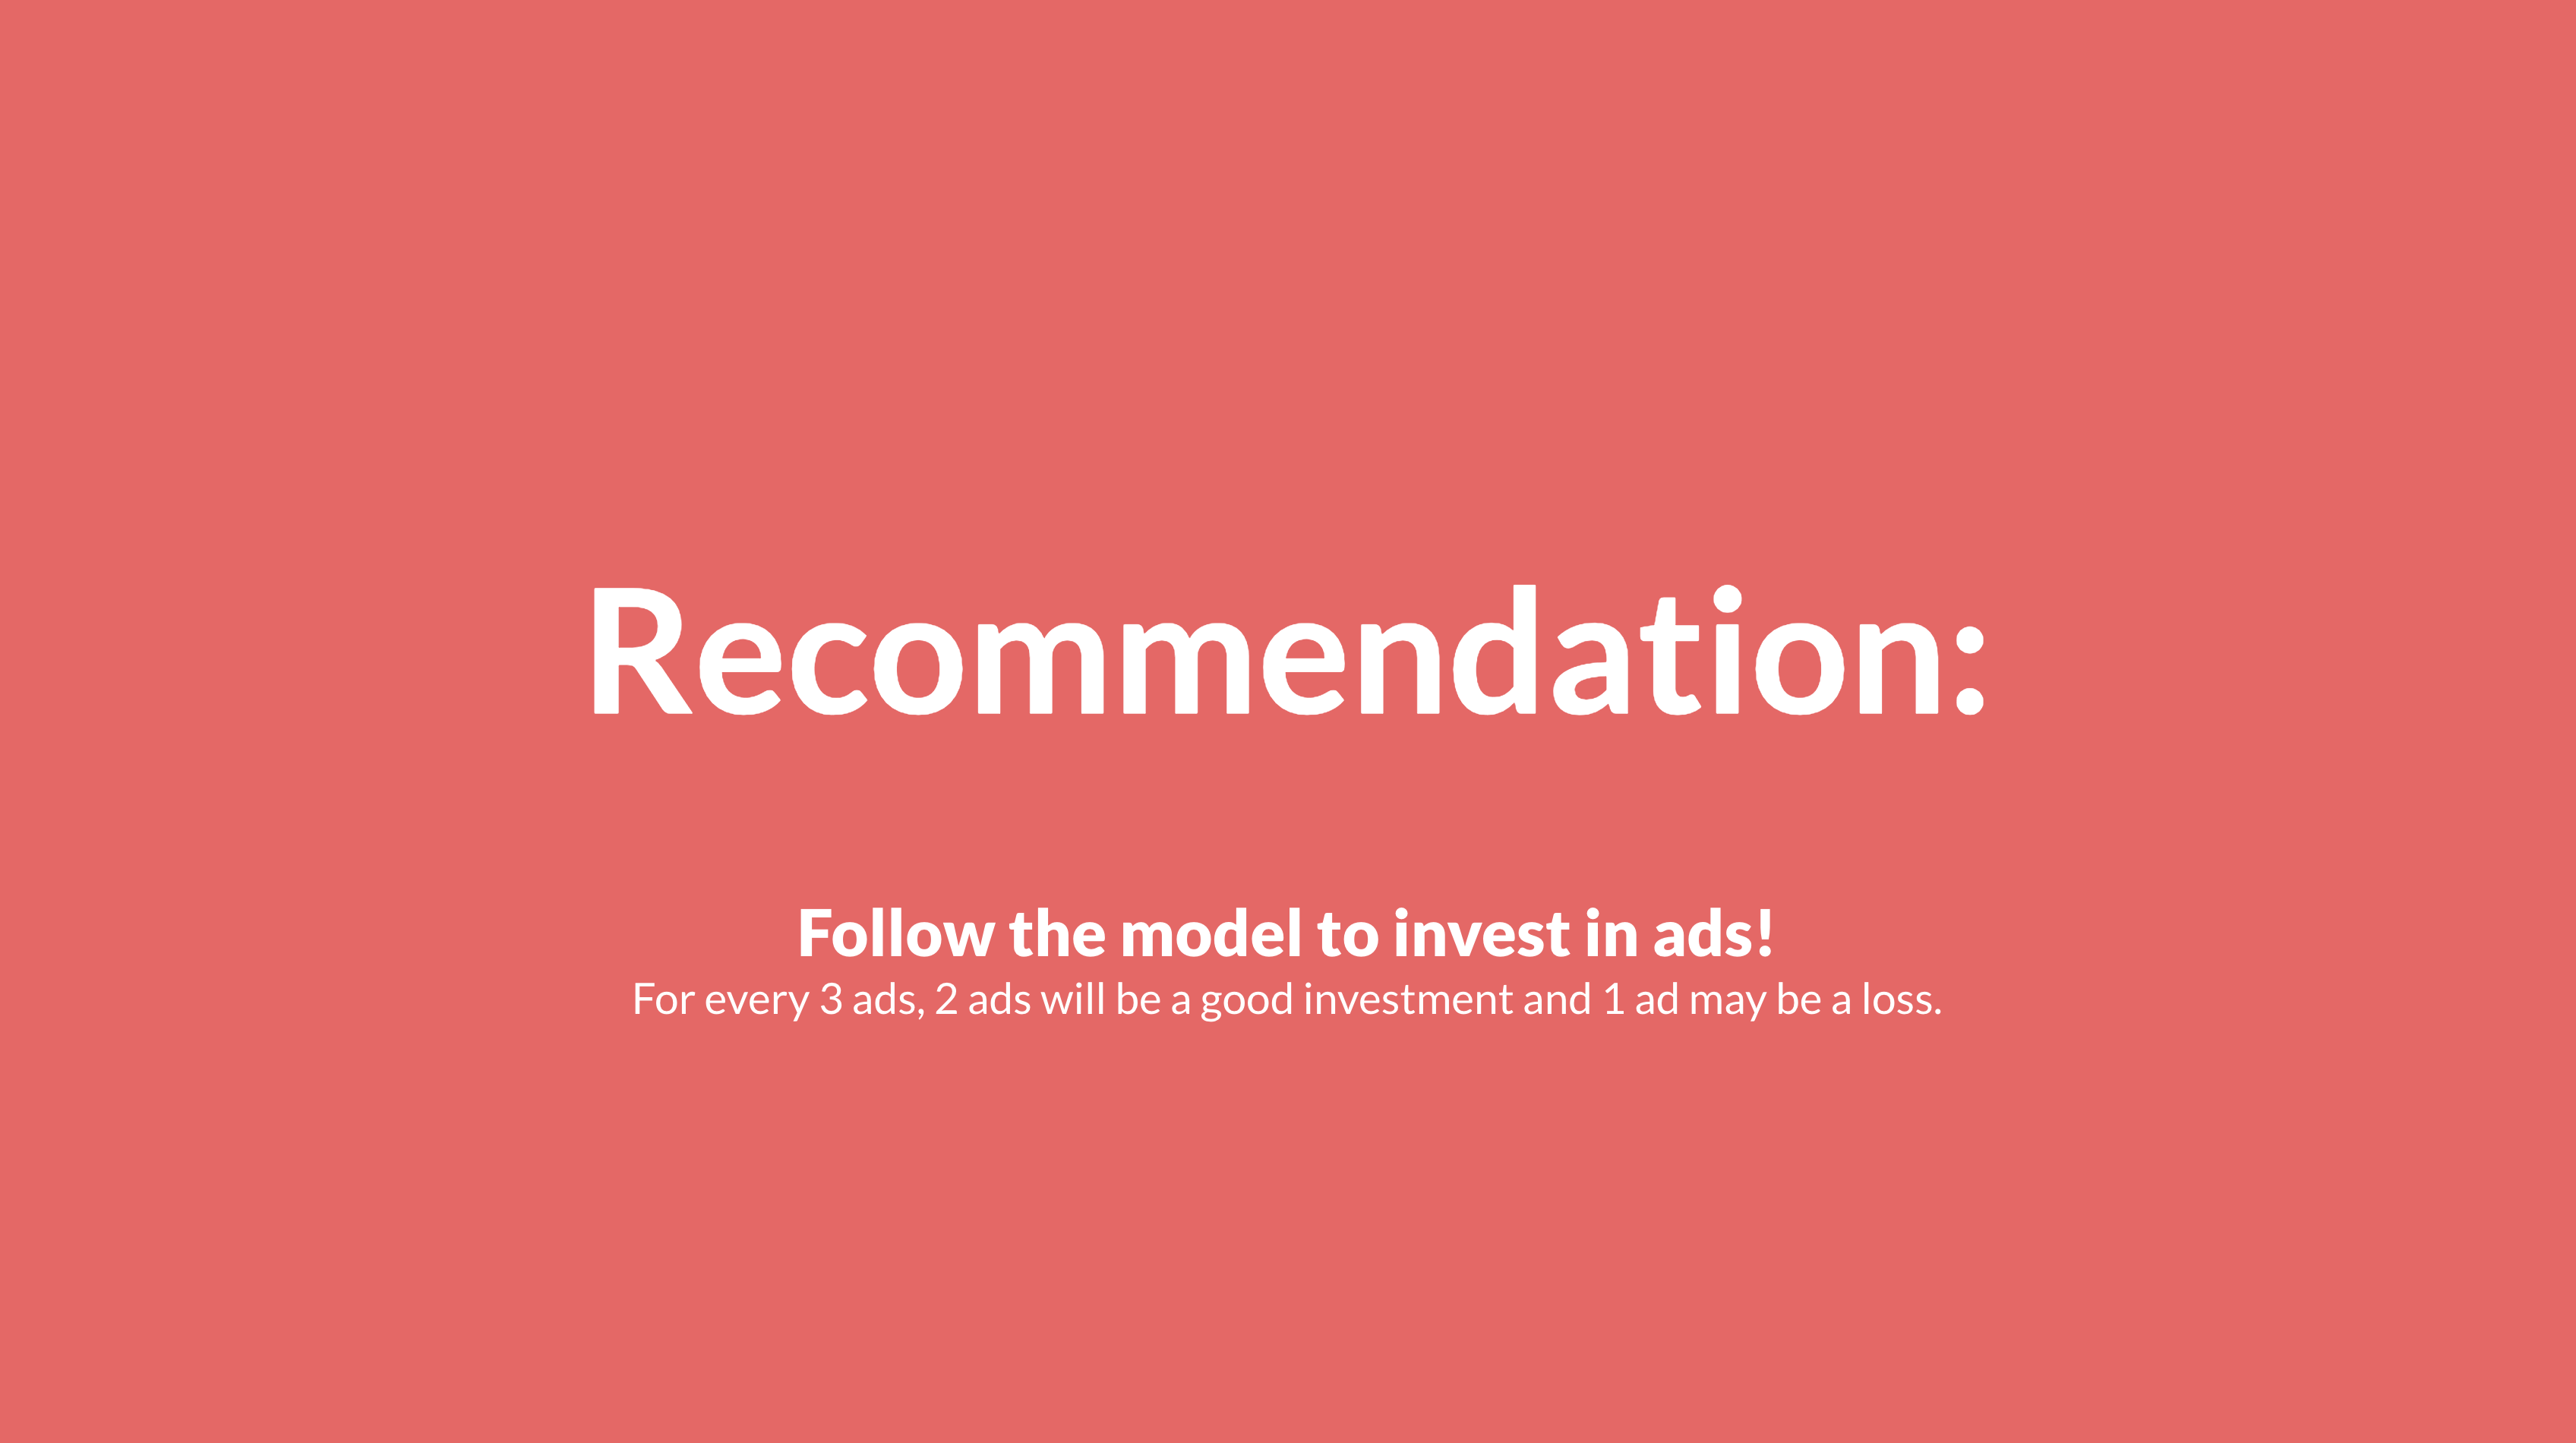 Recommendation:
Follow the model to invest in ads!
For every 3 ads, 2 ads will be a good investment and 1 ad may be a loss.